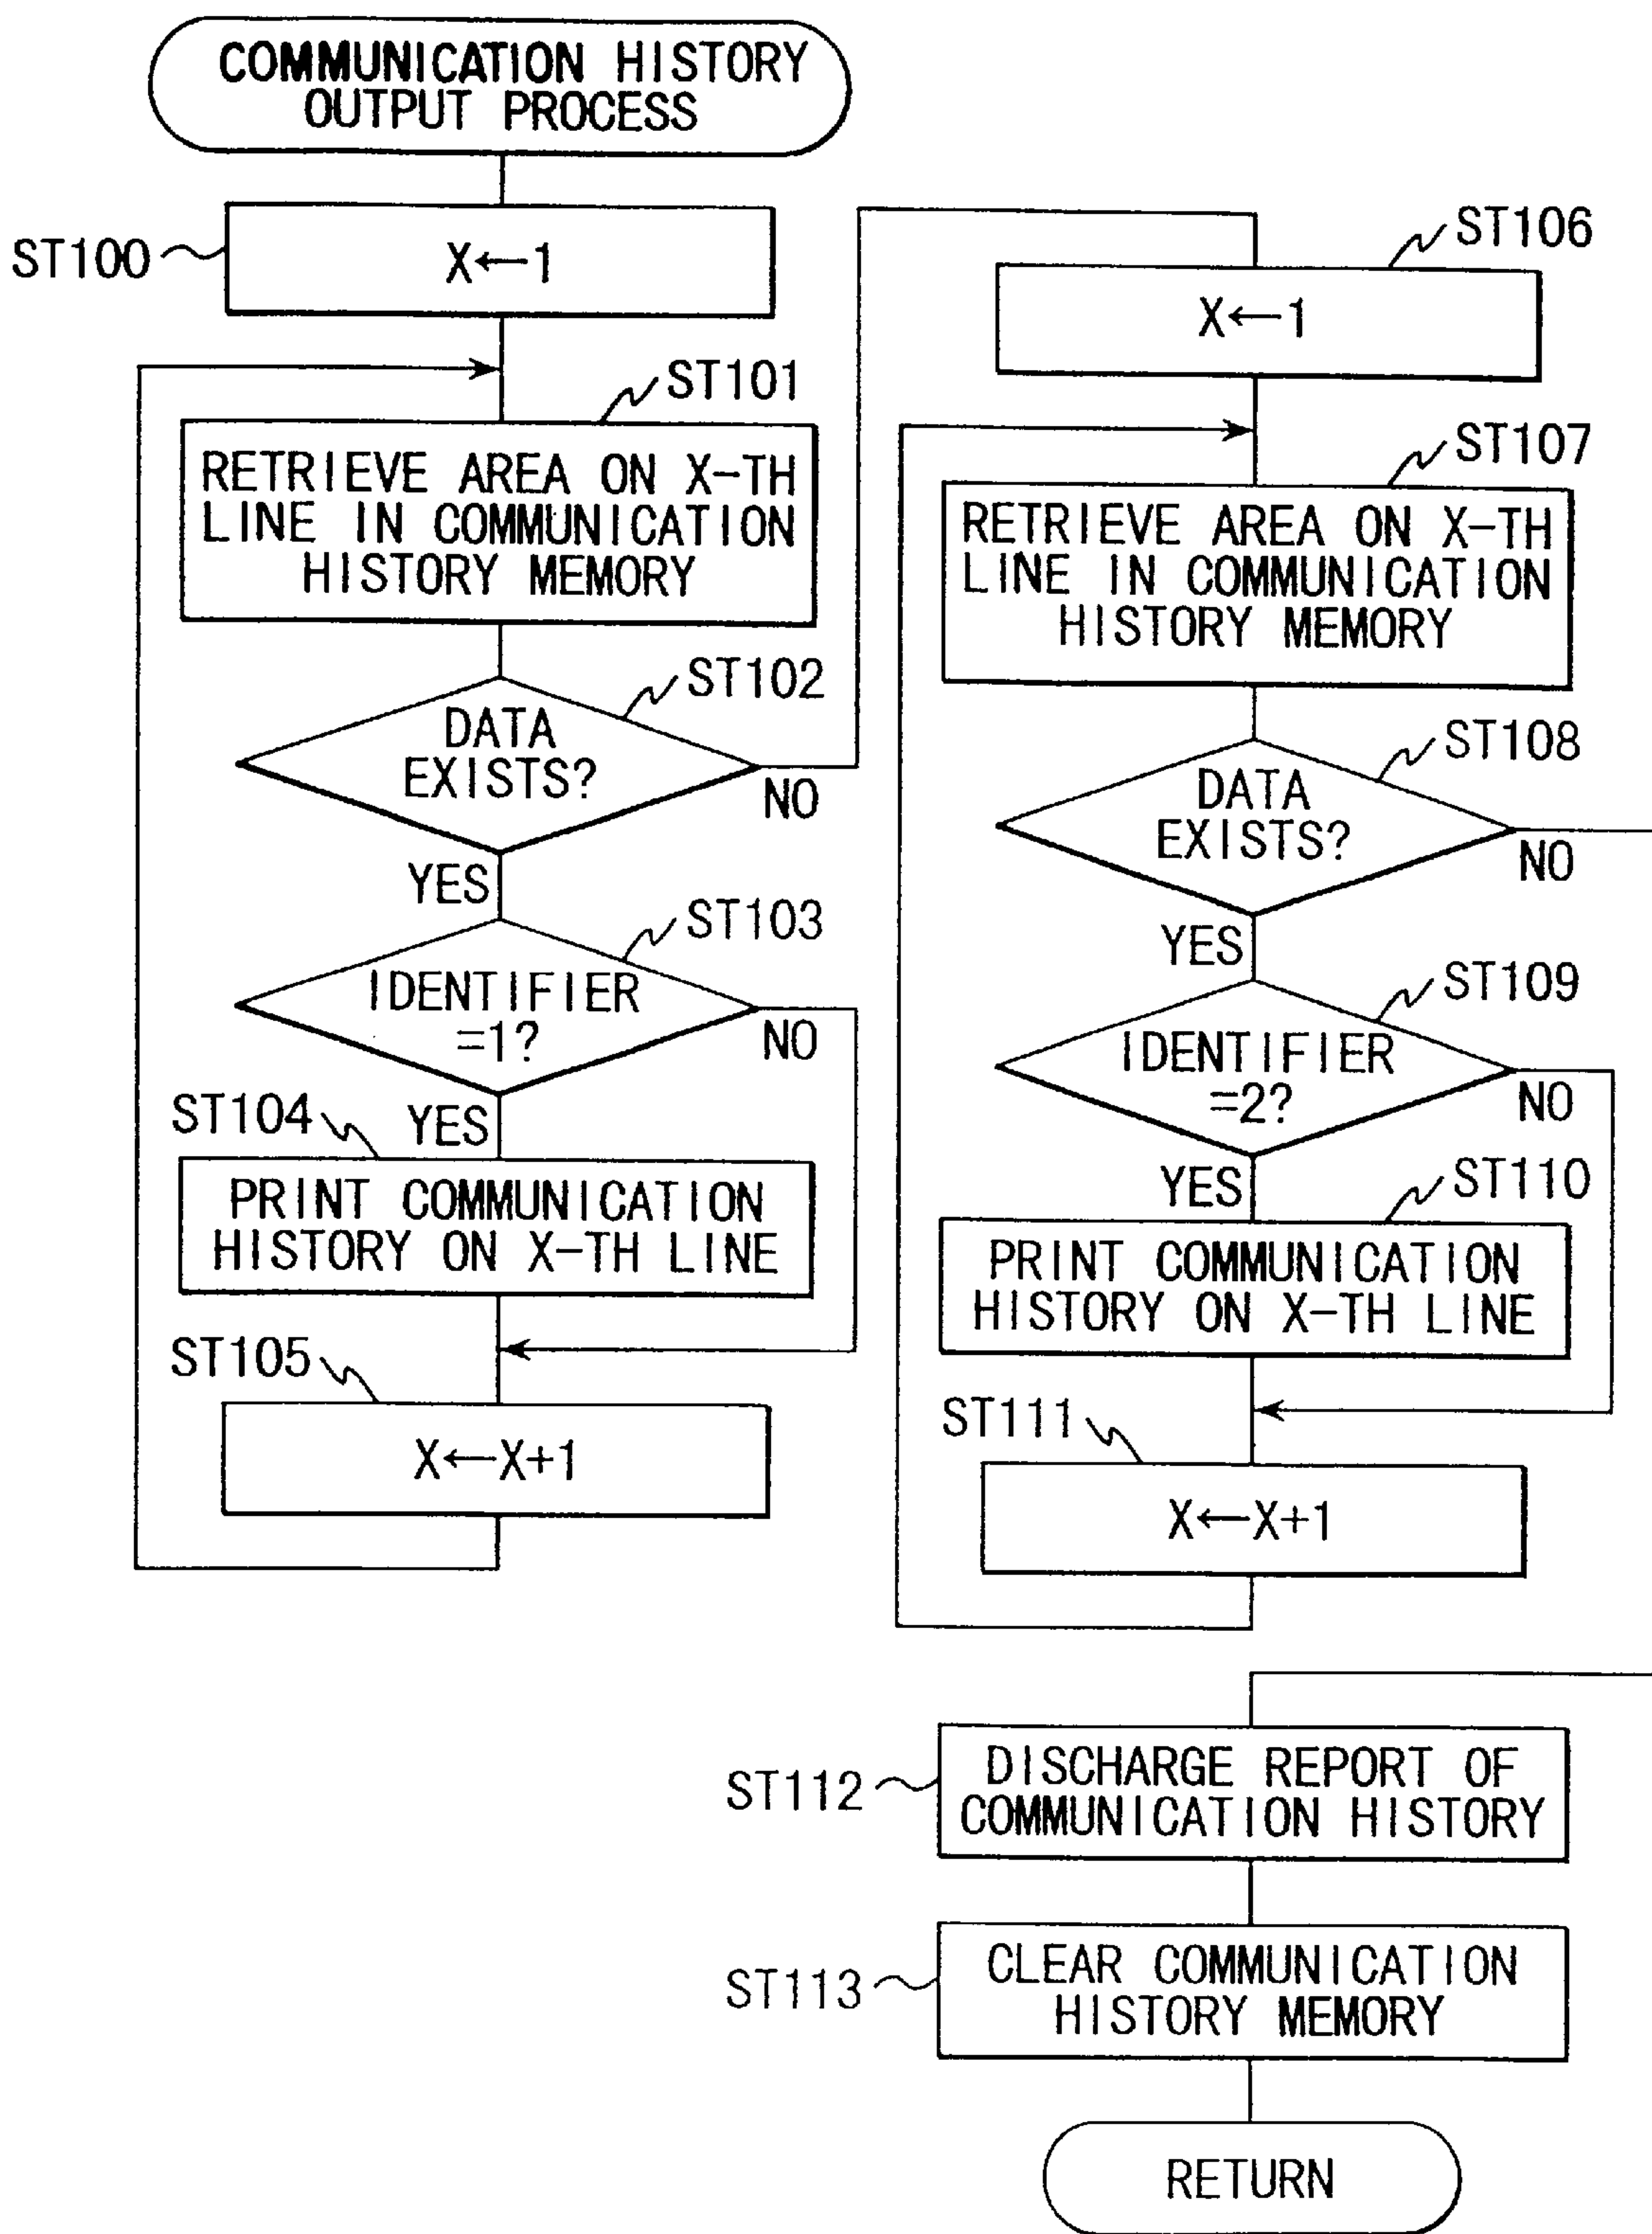 COMMUNICATION HISTORY
OUTPUT PROCESS
ST100
X←1
ST101
RETRIEVE AREA ON X-TH
LINE IN COMMUNICATION
HISTORY MEMORY
ST102
DATA
EXISTS?
NO
YES
ST103
IDENTIFIER
=1?
NO
ST104
YES
PRINT COMMUNICATION
HISTORY ON X-TH LINE
ST105
X←X+1
ST106
X←1
ST107
RETRIEVE AREA ON X-TH
LINE IN COMMUNICATION
HISTORY MEMORY
ST108
DATA
EXISTS?
NO
YES
ST109
IDENTIFIER
=2?
NO
YES
ST110
PRINT COMMUNICATION
HISTORY ON X-TH LINE
ST111
X←X+1
ST112
DISCHARGE REPORT OF
COMMUNICATION HISTORY
ST113
CLEAR COMMUNICATION
HISTORY MEMORY
RETURN